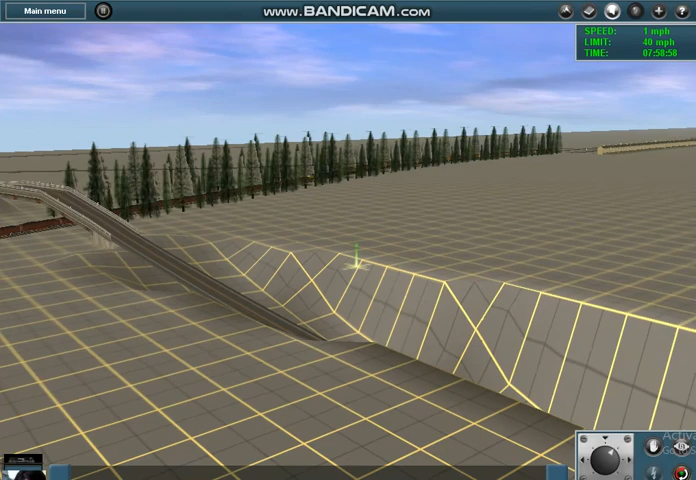 www.BANDICAM.com
Main menu
SPEED: 1 mph
LIMIT: 40 mph
TIME: 07:58:58